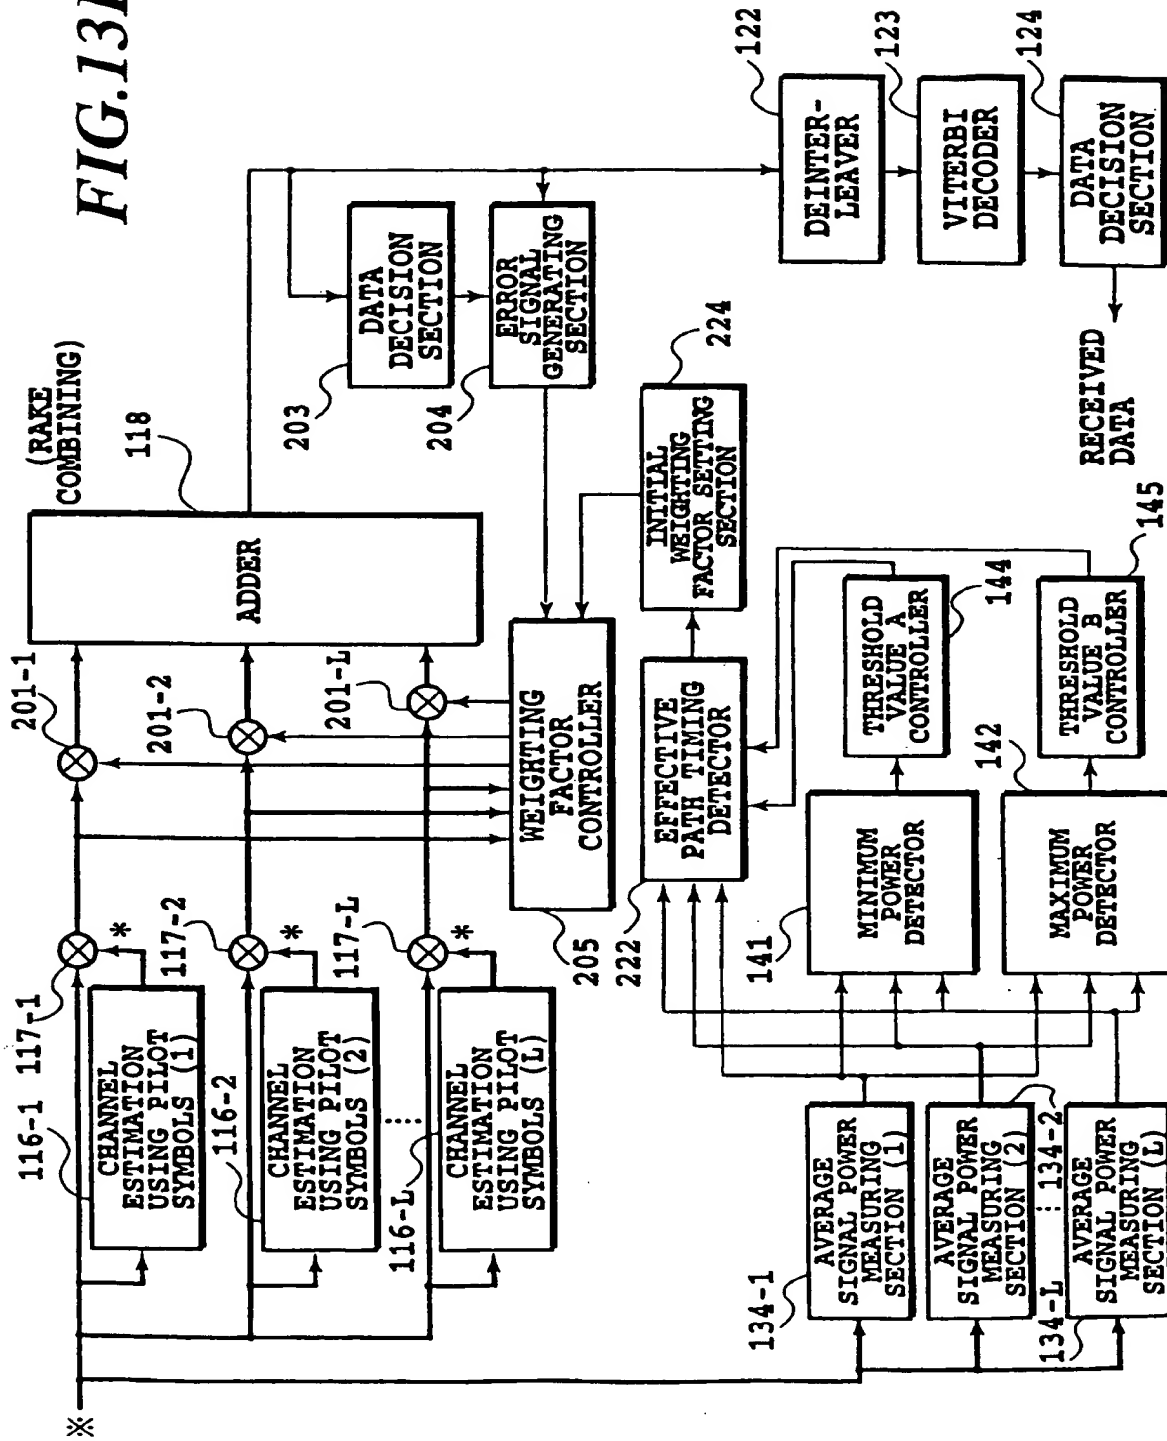 FIG.13
※
116-1
117-1
201-1
(RAKE
COMBINING)
118
CHANNEL
ESTIMATION
USING PILOT
SYMBOLS (1)
*
116-2
117-2
201-2
CHANNEL
ESTIMATION
USING PILOT
SYMBOLS (2)
*
116-L
117-L
201-L
CHANNEL
ESTIMATION
USING PILOT
SYMBOLS (L)
*
ADDER
203
DATA
DECISION
SECTION
204
ERROR
SIGNAL
GENERATING
SECTION
WEIGHTING
FACTOR
CONTROLLER
205
222
EFFECTIVE
PATH TIMING
DETECTOR
INITIAL
WEIGHTING
FACTOR SETTING
SECTION
224
122
DEINTER-
LEAVER
123
VITERBI
DECODER
124
DATA
DECISION
SECTION
RECEIVED
DATA
134-1
AVERAGE
SIGNAL POWER
MEASURING
SECTION (1)
AVERAGE
SIGNAL POWER
MEASURING
SECTION (2)
134-2
134-L
AVERAGE
SIGNAL POWER
MEASURING
SECTION (L)
141
MINIMUM
POWER
DETECTOR
THRESHOLD
VALUE A
CONTROLLER
144
142
MAXIMUM
POWER
DETECTOR
THRESHOLD
VALUE B
CONTROLLER
145